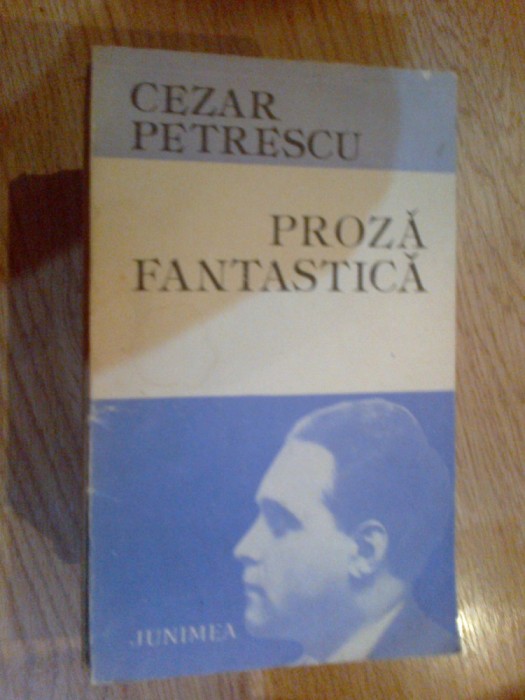 CEZAR
PETRESCU
PROZĂ
FANTASTICĂ
JUNIMEA